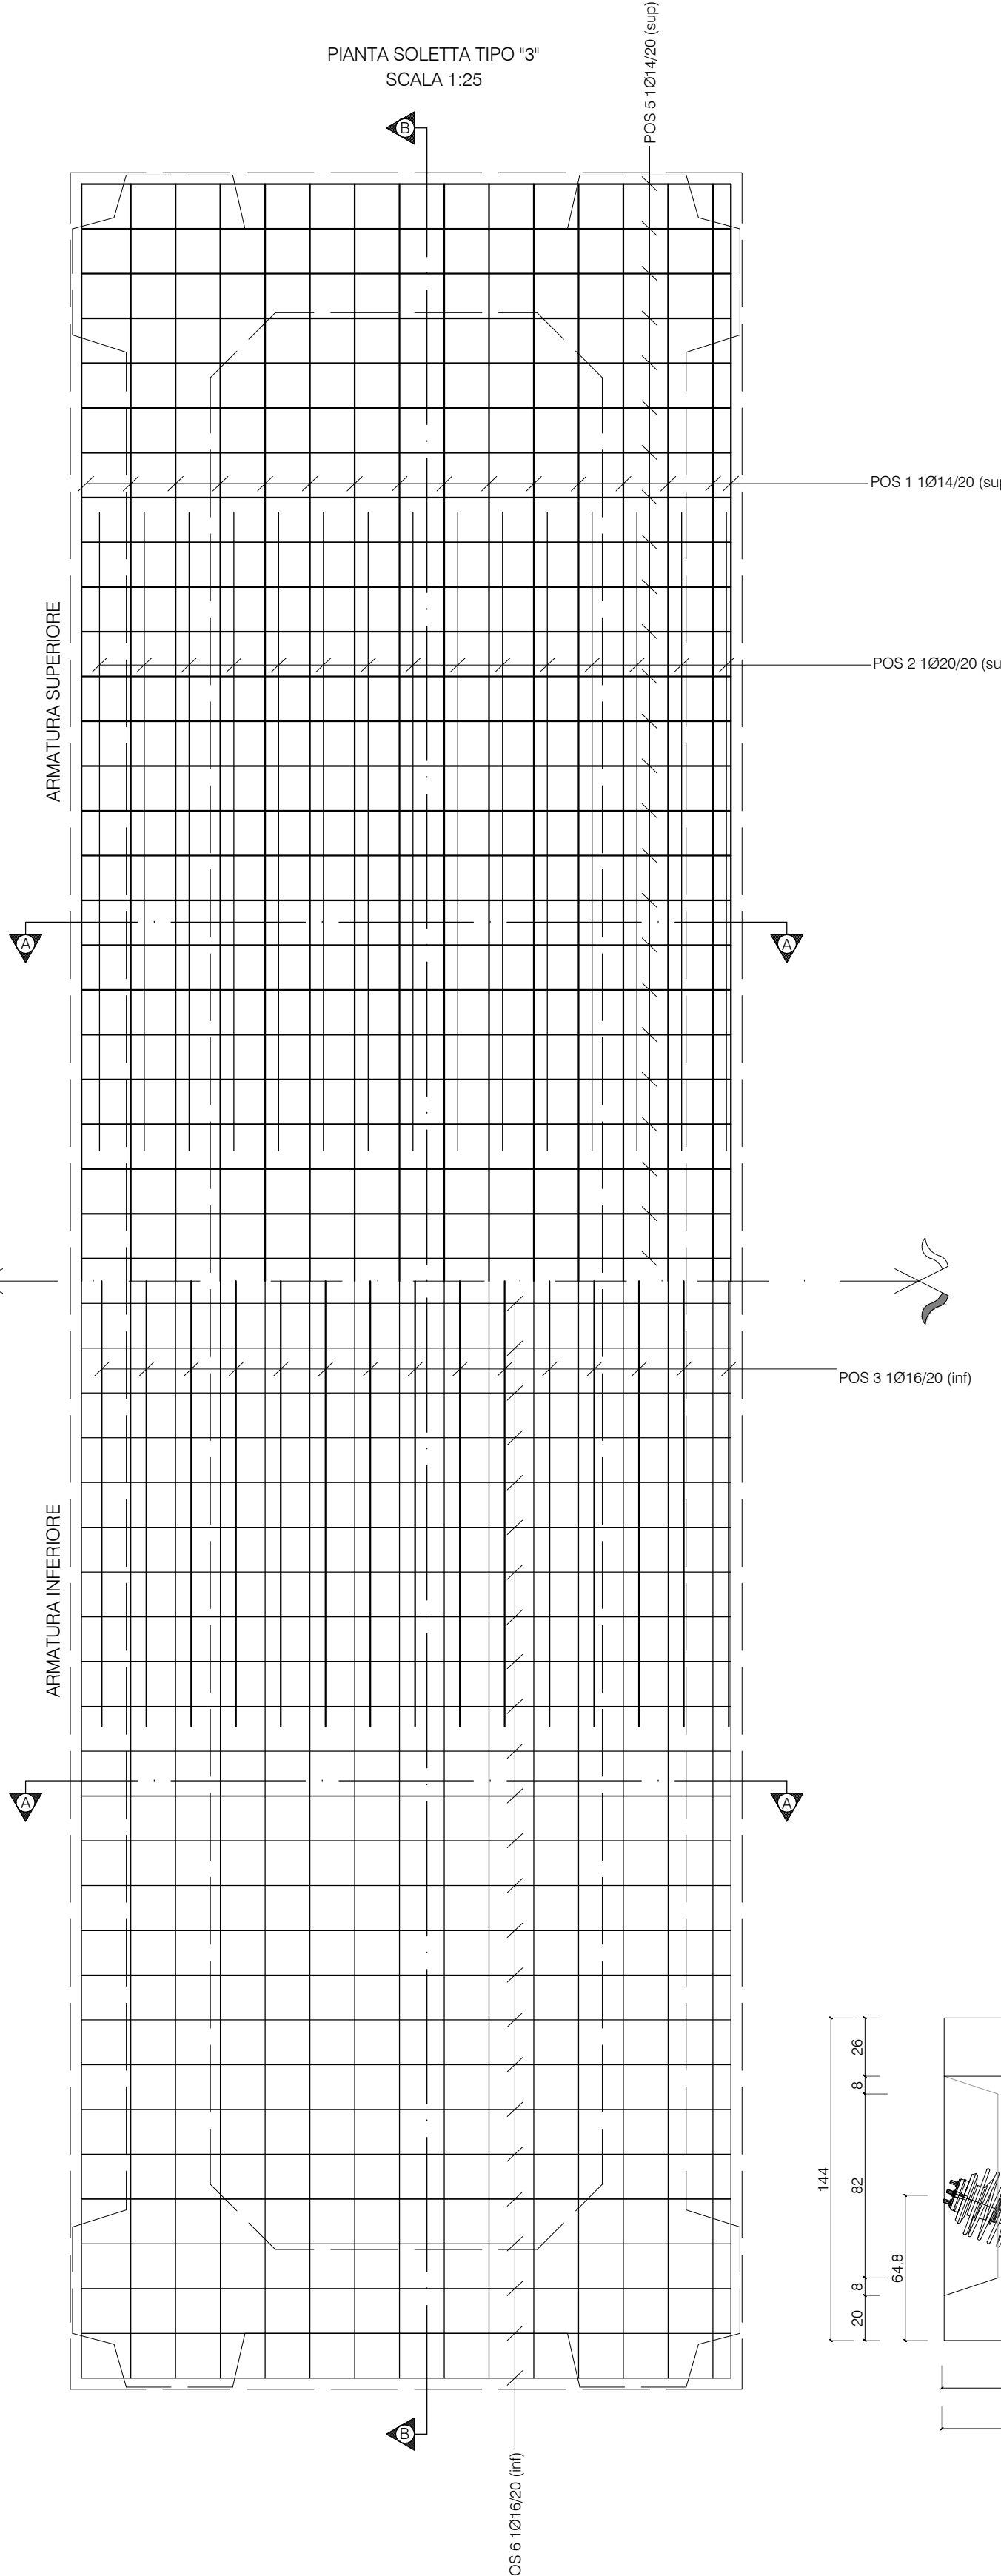 PIANTA SOLETTA TIPO "3"
SCALA 1:25
POS 5 1Ø14/20 (sup)
B
POS 1 1Ø14/20 (su
POS 2 1Ø20/20 (su
ARMATURA SUPERIORE
A
A
POS 3 1Ø16/20 (inf)
ARMATURA INFERIORE
A
A
26
8
144
82
64.8
8
20
B
OS 6 1Ø16/20 (inf)